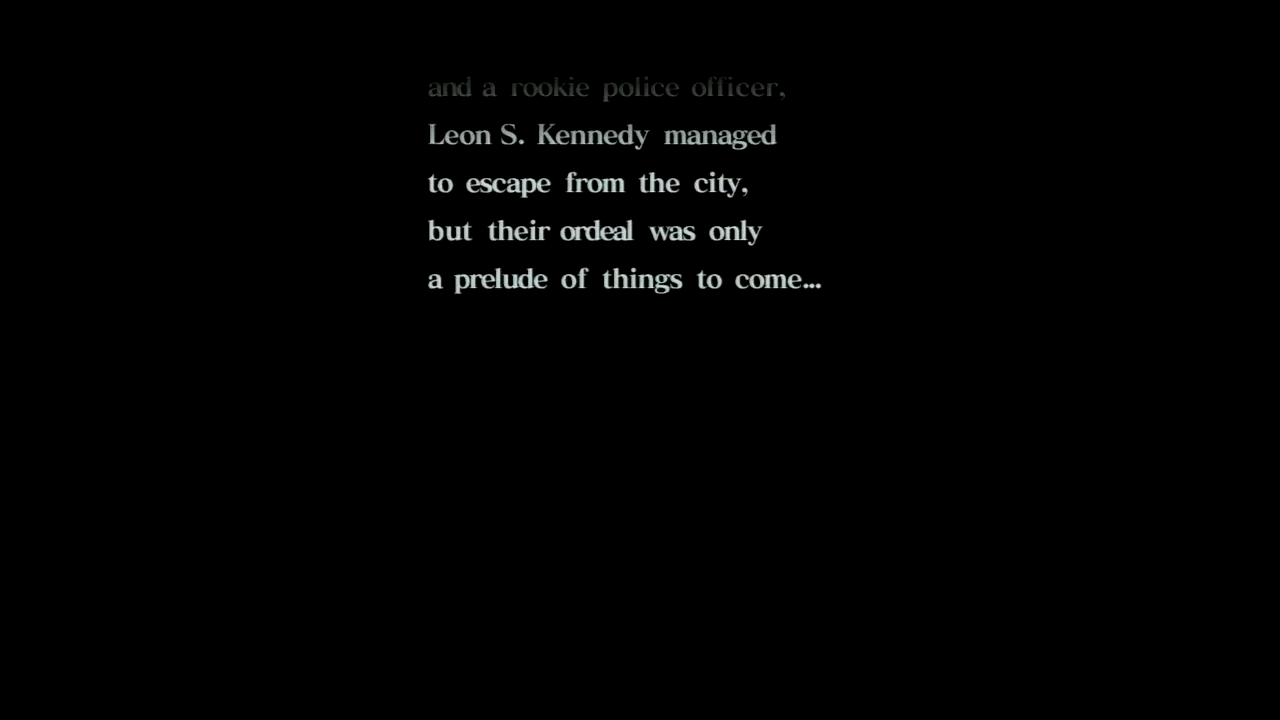 and a rookie police officer,
Leon S. Kennedy managed
to escape from the city,
but their ordeal was only
a prelude of things to come...